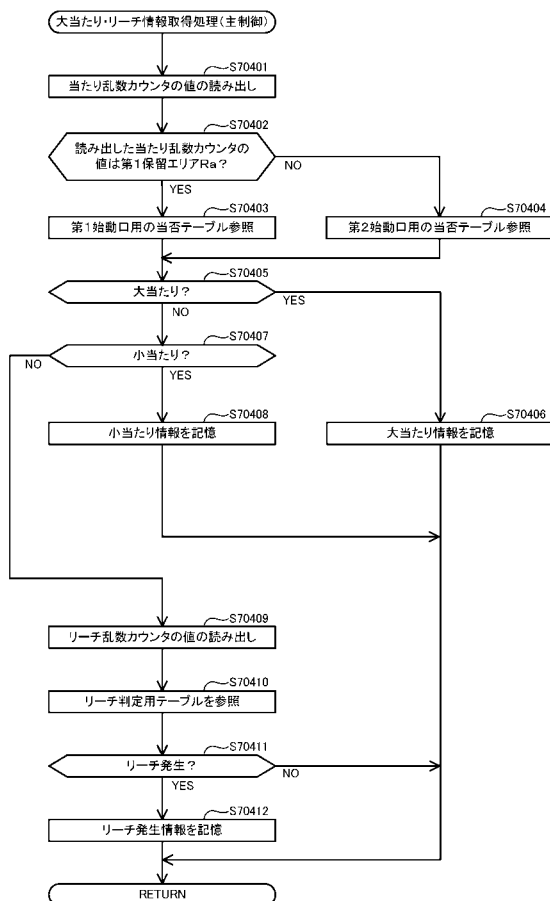 大当たり・リーチ情報取得処理(主制御)
S70401
当たり乱数カウンタの値の読み出し
S70402
読み出した当たり乱数カウンタの
値は第1保留エリアRa?
NO
YES
S70403
第1始動口用の当否テーブル参照
S70404
第2始動口用の当否テーブル参照
S70405
大当たり?
YES
NO
S70407
小当たり?
NO
YES
S70408
小当たり情報を記憶
S70406
大当たり情報を記憶
S70409
リーチ乱数カウンタの値の読み出し
S70410
リーチ判定用テーブルを参照
S70411
リーチ発生?
NO
YES
S70412
リーチ発生情報を記憶
RETURN